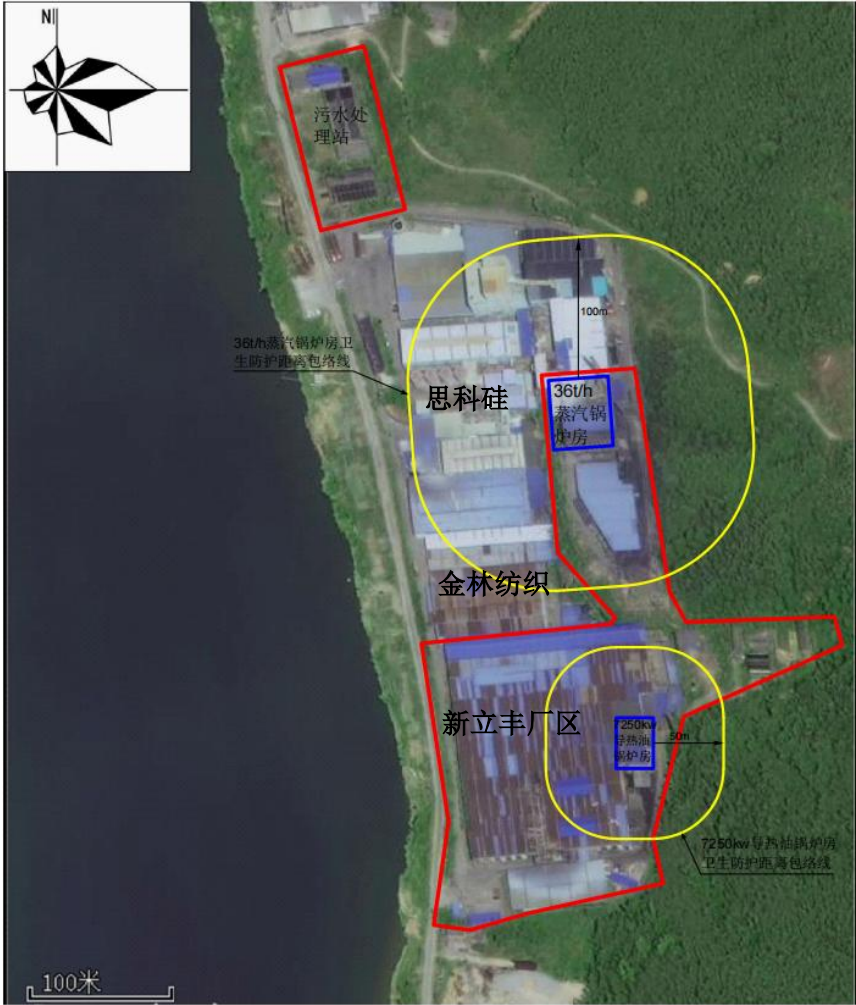 N
污水处
理站
100m
36t/h蒸汽锅炉房卫
生防护距离包络线
思科硅
36t/h
蒸汽锅
炉房
金林纺织
新立丰厂区
7250kw
导热油
锅炉房
50m
7250kw导热油锅炉房
卫生防护距离包络线
100米